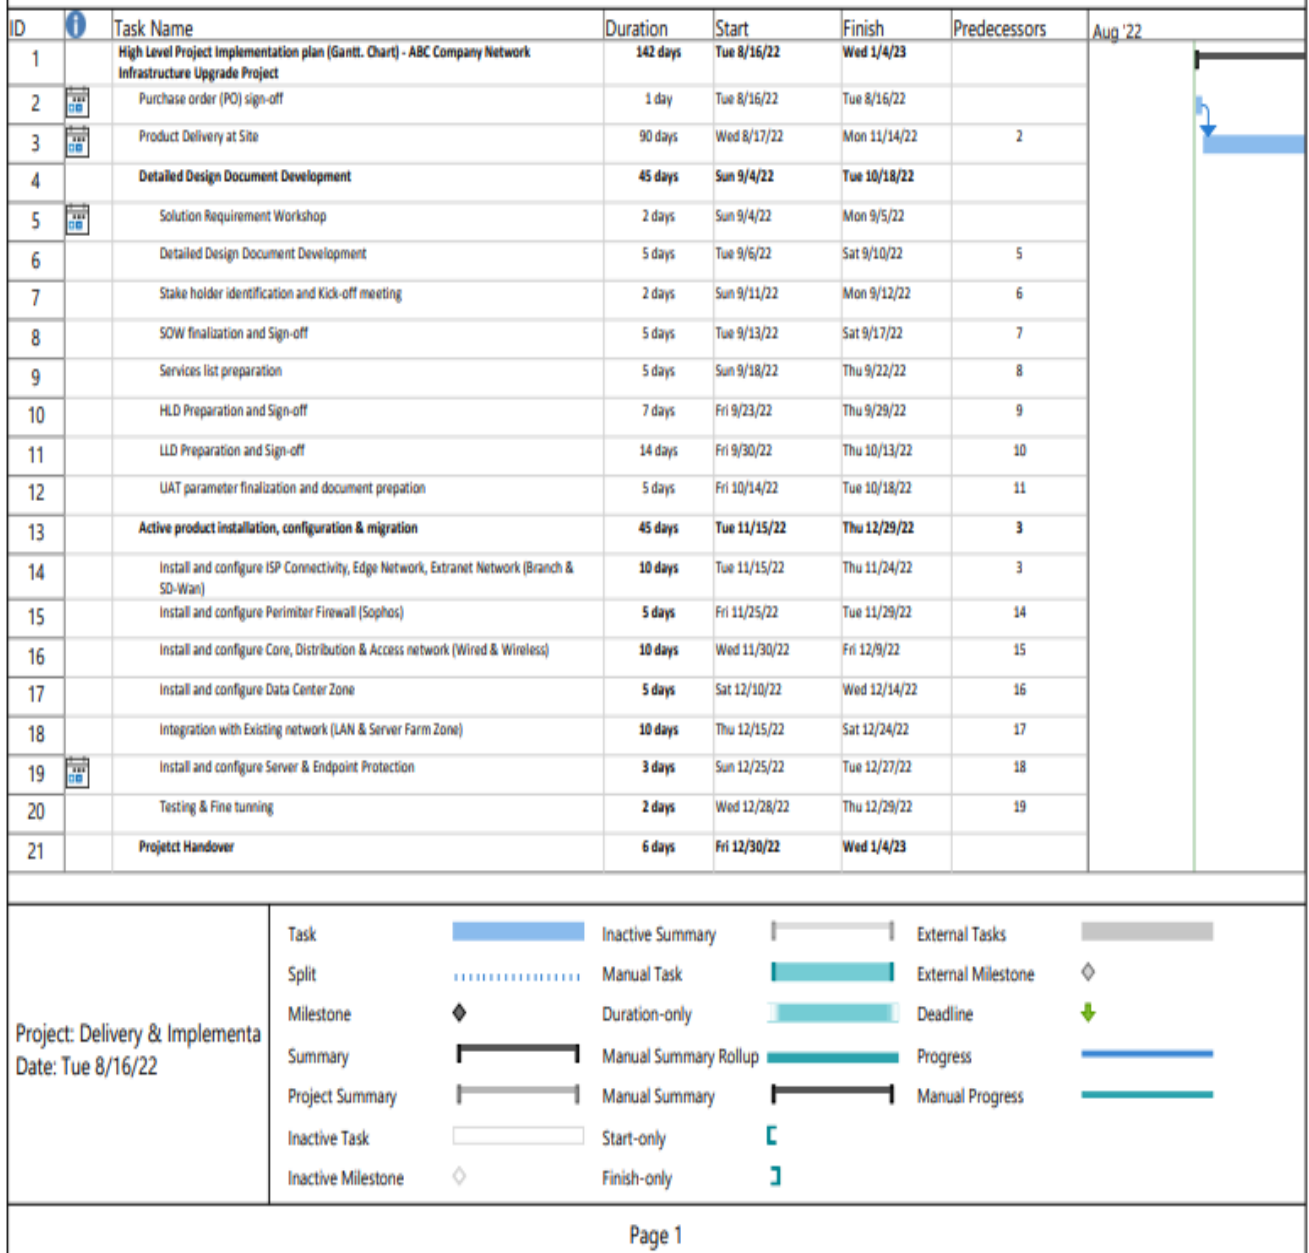 ID Task Name Duration Start Finish Predecessors Aug '22
1 High Level Project Implementation plan (Gantt. Chart) - ABC Company Network 142 days Tue 8/16/22 Wed 1/4/23
Infrastructure Upgrade Project
2 Purchase order (PO) sign-off 1 day Tue 8/16/22 Tue 8/16/22
3 Product Delivery at Site 90 days Wed 8/17/22 Mon 11/14/22 2
4 Detailed Design Document Development 45 days Sun 9/4/22 Tue 10/18/22
5 Solution Requirement Workshop 2 days Sun 9/4/22 Mon 9/5/22
6 Detailed Design Document Development 5 days Tue 9/6/22 Sat 9/10/22 5
7 Stake holder identification and Kick-off meeting 2 days Sun 9/11/22 Mon 9/12/22 6
8 SOW finalization and Sign-off 5 days Tue 9/13/22 Sat 9/17/22 7
9 Services list preparation 5 days Sun 9/18/22 Thu 9/22/22 8
10 HLD Preparation and Sign-off 7 days Fri 9/23/22 Thu 9/29/22 9
11 LLD Preparation and Sign-off 14 days Fri 9/30/22 Thu 10/13/22 10
12 UAT parameter finalization and document prepation 5 days Fri 10/14/22 Tue 10/18/22 11
13 Active product installation, configuration & migration 45 days Tue 11/15/22 Thu 12/29/22 3
14 Install and configure ISP Connectivity, Edge Network, Extranet Network (Branch & 10 days Tue 11/15/22 Thu 11/24/22 3
SD-Wan)
15 Install and configure Perimiter Firewall (Sophos) 5 days Fri 11/25/22 Tue 11/29/22 14
16 Install and configure Core, Distribution & Access network (Wired & Wireless) 10 days Wed 11/30/22 Fri 12/9/22 15
17 Install and configure Data Center Zone 5 days Sat 12/10/22 Wed 12/14/22 16
18 Integration with Existing network (LAN & Server Farm Zone) 10 days Thu 12/15/22 Sat 12/24/22 17
19 Install and configure Server & Endpoint Protection 3 days Sun 12/25/22 Tue 12/27/22 18
20 Testing & Fine tunning 2 days Wed 12/28/22 Thu 12/29/22 19
21 Projetct Handover 6 days Fri 12/30/22 Wed 1/4/23
Project: Delivery & Implementa
Date: Tue 8/16/22
Task Inactive Summary External Tasks
Split Manual Task External Milestone
Milestone Duration-only Deadline
Summary Manual Summary Rollup Progress
Project Summary Manual Summary Manual Progress
Inactive Task Start-only
Inactive Milestone Finish-only
Page 1